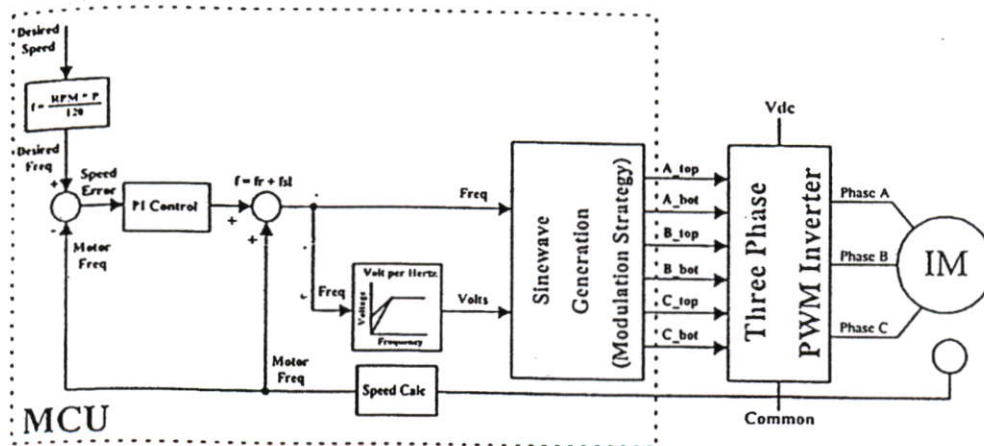 Desired
Speed
f = RPM * P
120
Desired
Freq
+
Speed
Error
-
Motor
Freq
PI Control
+
f = fr + fsl
+
Freq
Freq
Volt per Hertz
Voltage
Frequency
Volts
Sinewave
Generation
(Modulation Strategy)
A_top
A_bot
B_top
B_bot
C_top
C_bot
Vdc
Three Phase
PWM Inverter
Common
Phase A
Phase B
Phase C
IM
Motor
Freq
Speed Calc
MCU